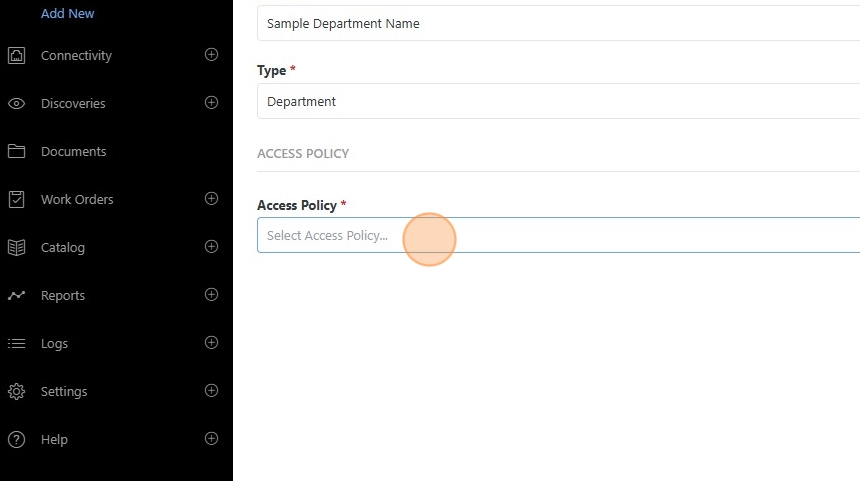 Add New
Connectivity
Discoveries
Documents
Work Orders
Catalog
Reports
Logs
Settings
Help
Sample Department Name
Type *
Department
ACCESS POLICY
Access Policy *
Select Access Policy...